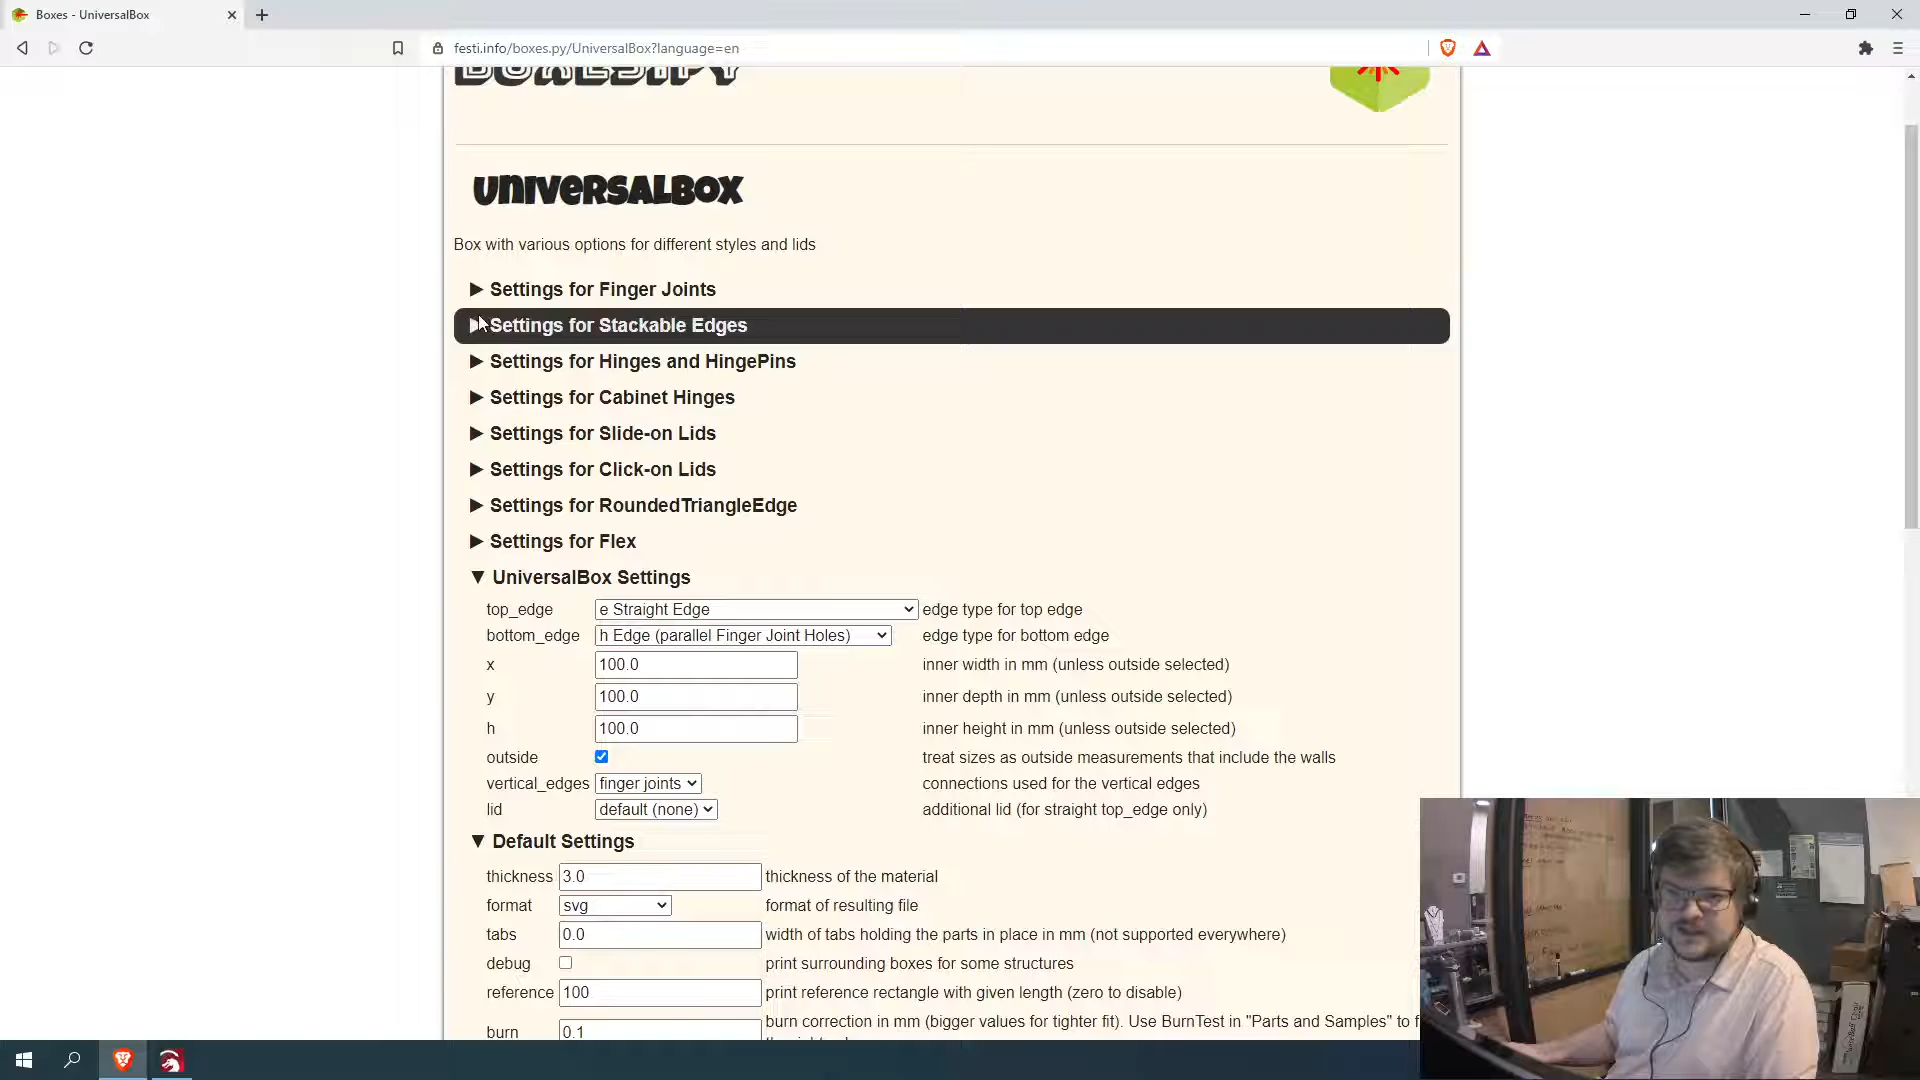 Boxes - UniversalBox
festi.info/boxes.py/UniversalBox?language=en
BOXES.PY
UniversalBox
Box with various options for different styles and lids
▶ Settings for Finger Joints
▶ Settings for Stackable Edges
▶ Settings for Hinges and HingePins
▶ Settings for Cabinet Hinges
▶ Settings for Slide-on Lids
▶ Settings for Click-on Lids
▶ Settings for RoundedTriangleEdge
▶ Settings for Flex
▼ UniversalBox Settings
top_edge e Straight Edge edge type for top edge
bottom_edge h Edge (parallel Finger Joint Holes) edge type for bottom edge
x 100.0 inner width in mm (unless outside selected)
y 100.0 inner depth in mm (unless outside selected)
h 100.0 inner height in mm (unless outside selected)
outside treat sizes as outside measurements that include the walls
vertical_edges finger joints connections used for the vertical edges
lid default (none) additional lid (for straight top_edge only)
▼ Default Settings
thickness 3.0 thickness of the material
format svg format of resulting file
tabs 0.0 width of tabs holding the parts in place in mm (not supported everywhere)
debug print surrounding boxes for some structures
reference 100 print reference rectangle with given length (zero to disable)
burn 0.1 burn correction in mm (bigger values for tighter fit). Use BurnTest in "Parts and Samples" to f